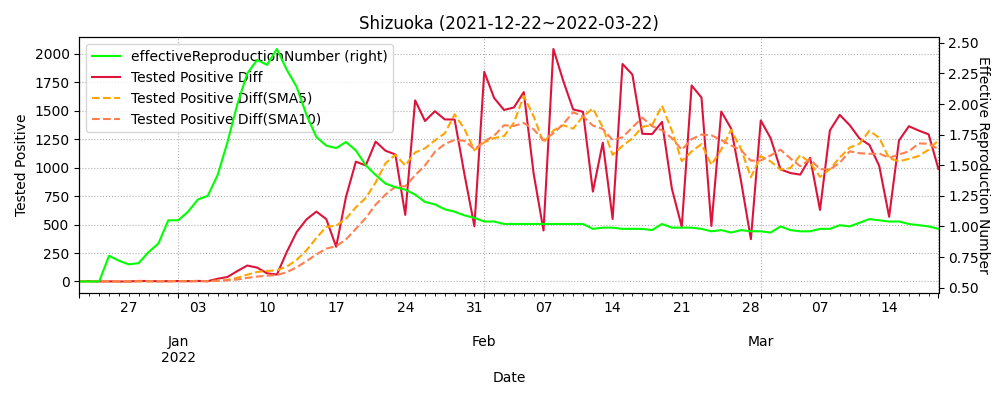 Shizuoka (2021-12-22~2022-03-22)
effectiveReproductionNumber (right)
Tested Positive Diff
Tested Positive Diff(SMA5)
Tested Positive Diff(SMA10)
Tested Positive
2000
1750
1500
1250
1000
750
500
250
0
2.50
2.25
2.00
1.75
1.50
1.25
1.00
0.75
0.50
Effective Reproduction Number
27 03 10 17 24 31 07 14 21 28 07 14
Jan Feb Mar
2022
Date